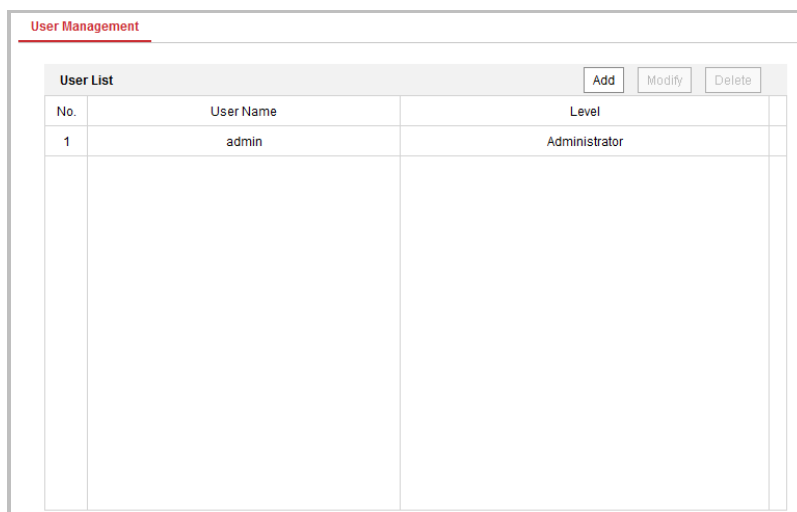 User Management
User List Add Modify Delete
No. User Name Level
1 admin Administrator